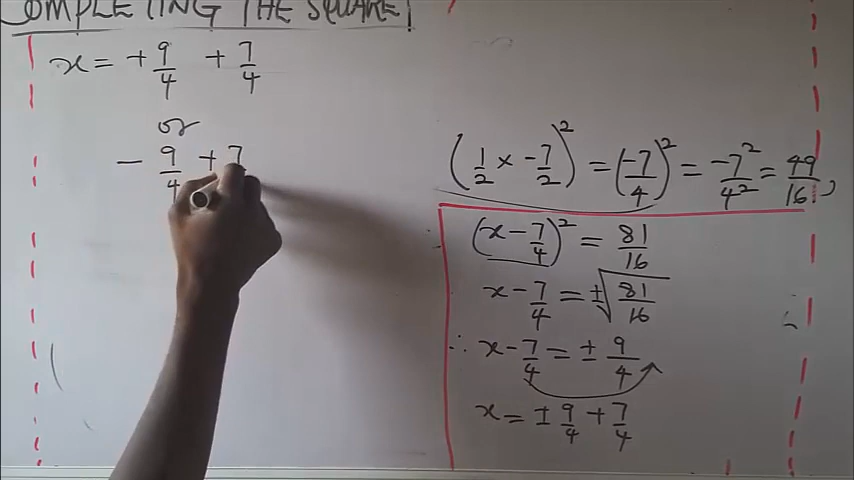 COMPLETING THE SQUARE!
x = + 9/4 + 7/4
or
- 9/4 + 7
(1/2 x -7/2)² = (-7/4)² = -7²/4² = 49/16,
(x - 7/4)² = 81/16
x - 7/4 = ±√81/16
∴ x - 7/4 = ± 9/4
x = ± 9/4 + 7/4